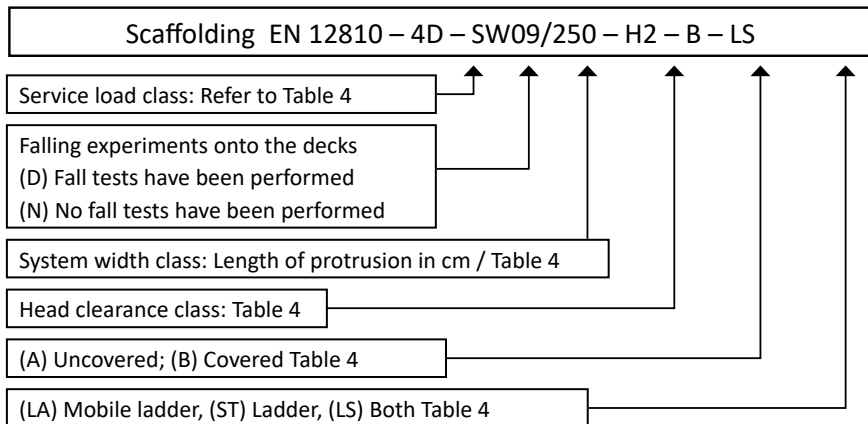 Scaffolding EN 12810 – 4D – SW09/250 – H2 – B – LS
Service load class: Refer to Table 4
Falling experiments onto the decks
(D) Fall tests have been performed
(N) No fall tests have been performed
System width class: Length of protrusion in cm / Table 4
Head clearance class: Table 4
(A) Uncovered; (B) Covered Table 4
(LA) Mobile ladder, (ST) Ladder, (LS) Both Table 4